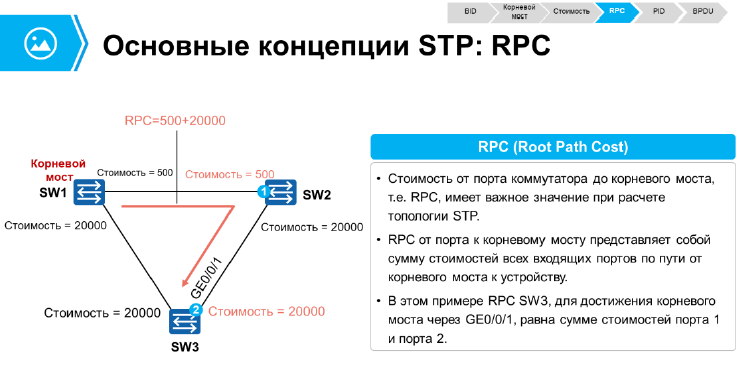 BID
Корневой
мост
Стоимость
RPC
PID
BPDU
Основные концепции STP: RPC
RPC=500+20000
Корневой
мост
Стоимость = 500
Стоимость = 500
SW1
1
SW2
Стоимость = 20000
Стоимость = 20000
GE0/0/1
Стоимость = 20000
2
Стоимость = 20000
SW3
RPC (Root Path Cost)
• Стоимость от порта коммутатора до корневого моста,
т.е. RPC, имеет важное значение при расчете
топологии STP.
• RPC от порта к корневому мосту представляет собой
сумму стоимостей всех входящих портов по пути от
корневого моста к устройству.
• В этом примере RPC SW3, для достижения корневого
моста через GE0/0/1, равна сумме стоимостей порта 1
и порта 2.